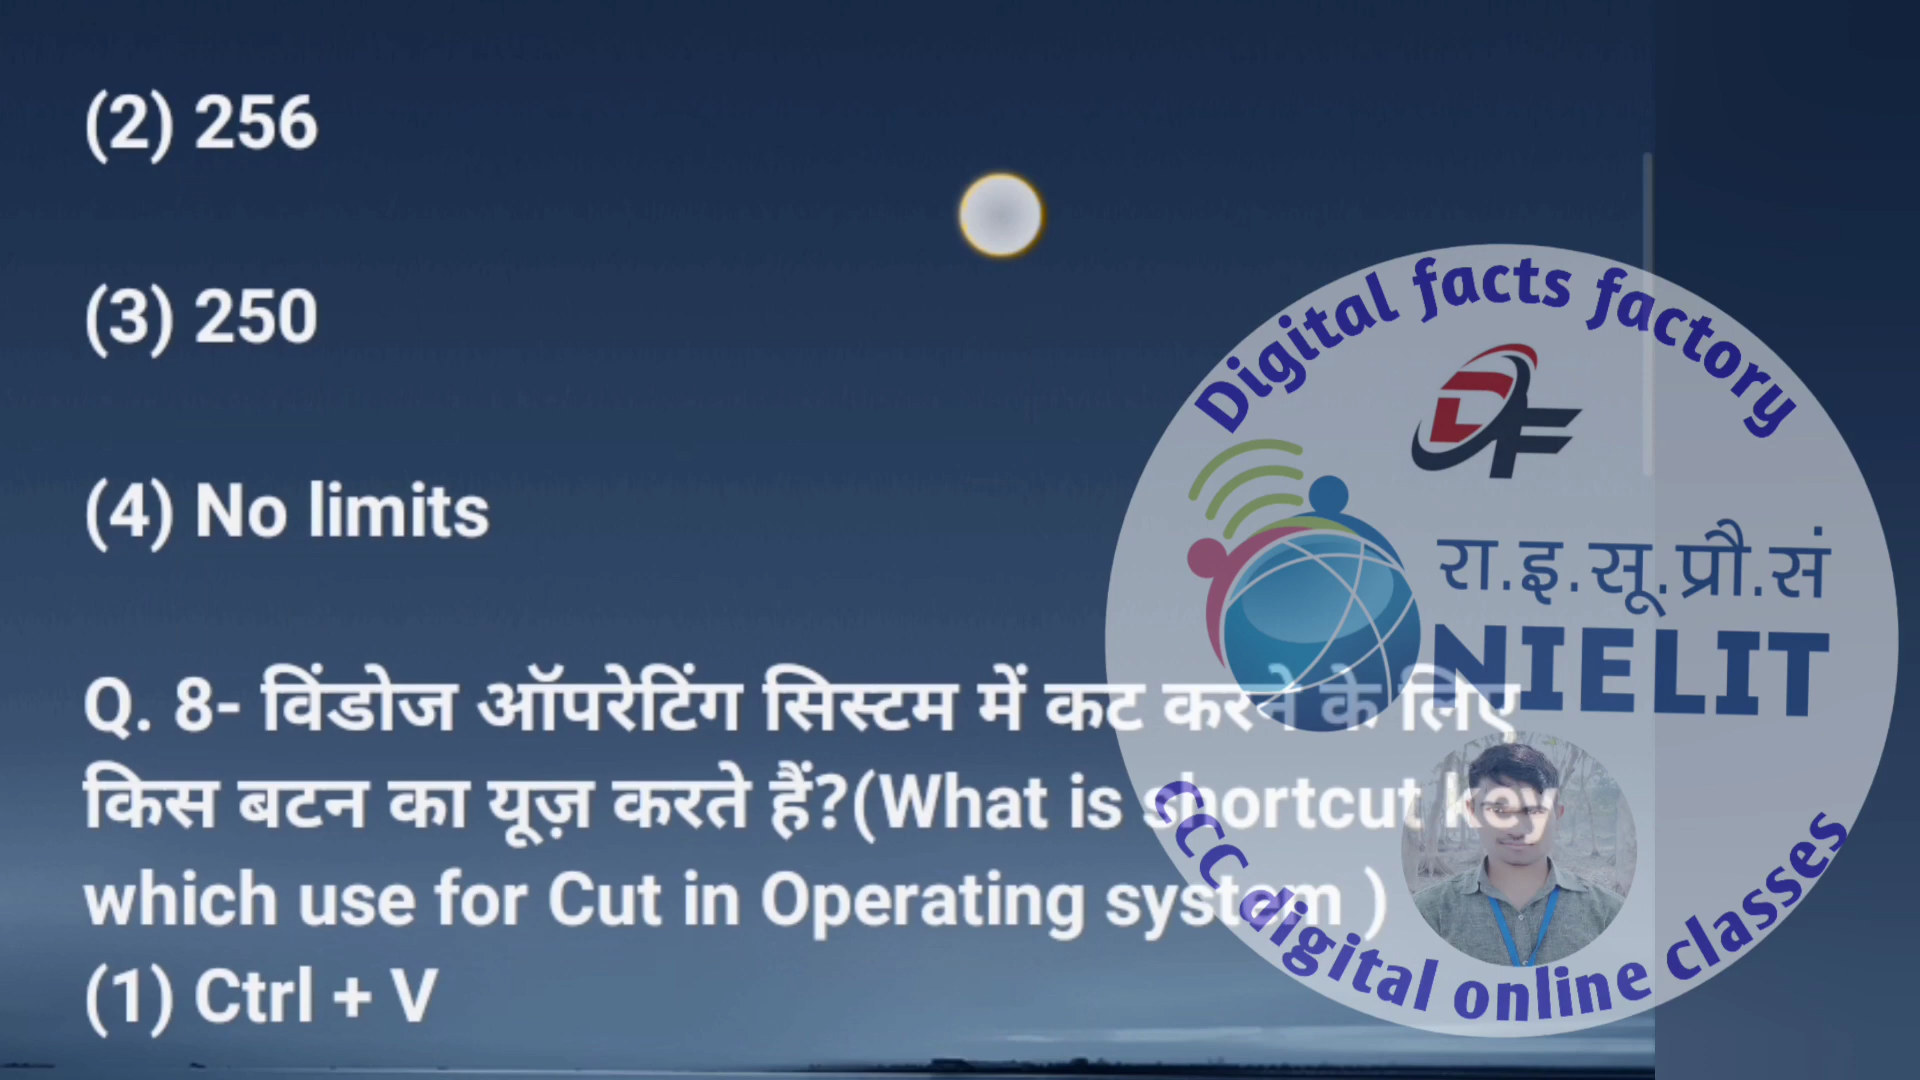 (2) 256
(3) 250
(4) No limits
Q. 8- विंडोज ऑपरेटिंग सिस्टम में कट करने के लिए
किस बटन का यूज़ करते हैं?(What is shortcut key
which use for Cut in Operating system )
(1) Ctrl + V
Digital facts factory
DF
रा.इ.सू.प्रौ.सं
NIELIT
CCC digital online classes